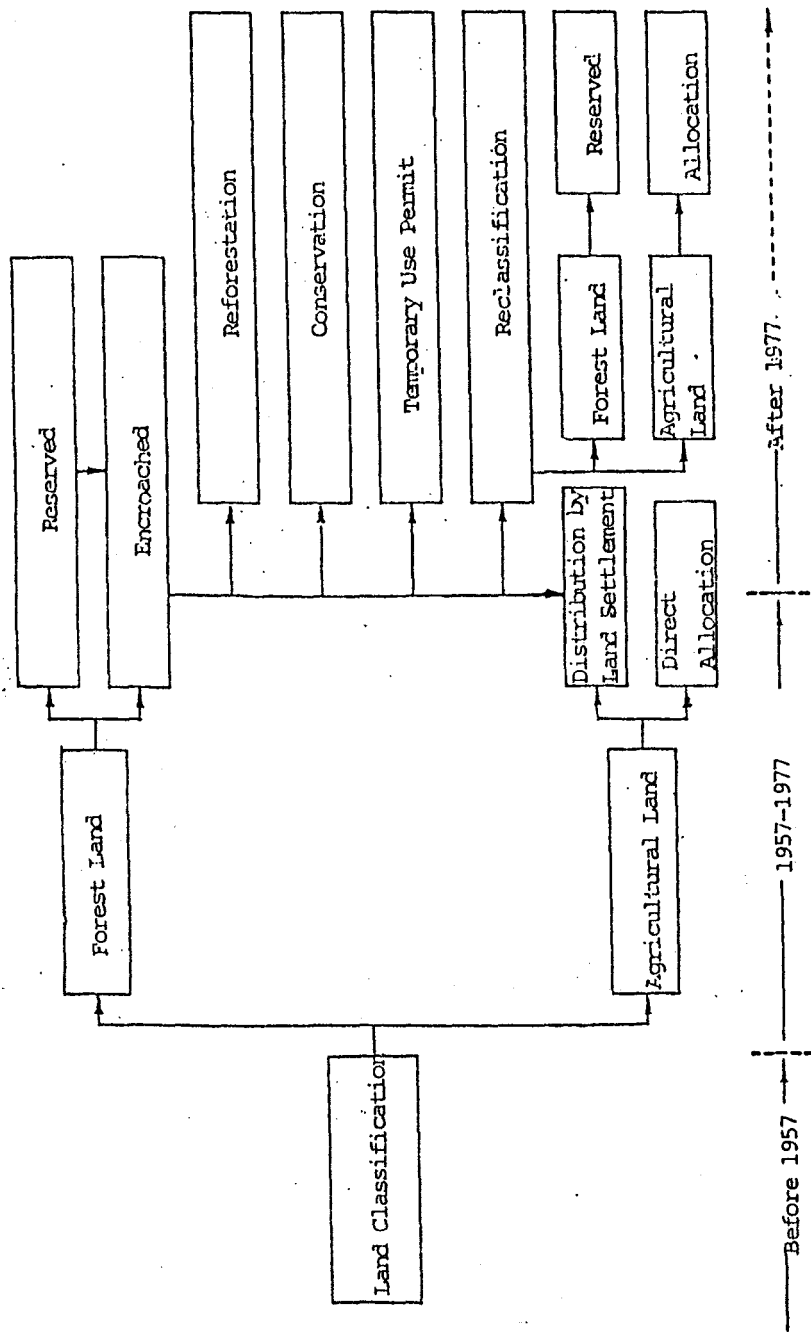 Land Classification
Forest Land
Agricultural Land
Reserved
Encroached
Distribution by
Land Settlement
Direct
Allocation
Reforestation
Conservation
Temporary Use Permit
Reclassification
Forest Land
Agricultural
Land
Reserved
Allocation
Before 1957
1957-1977
After 1977